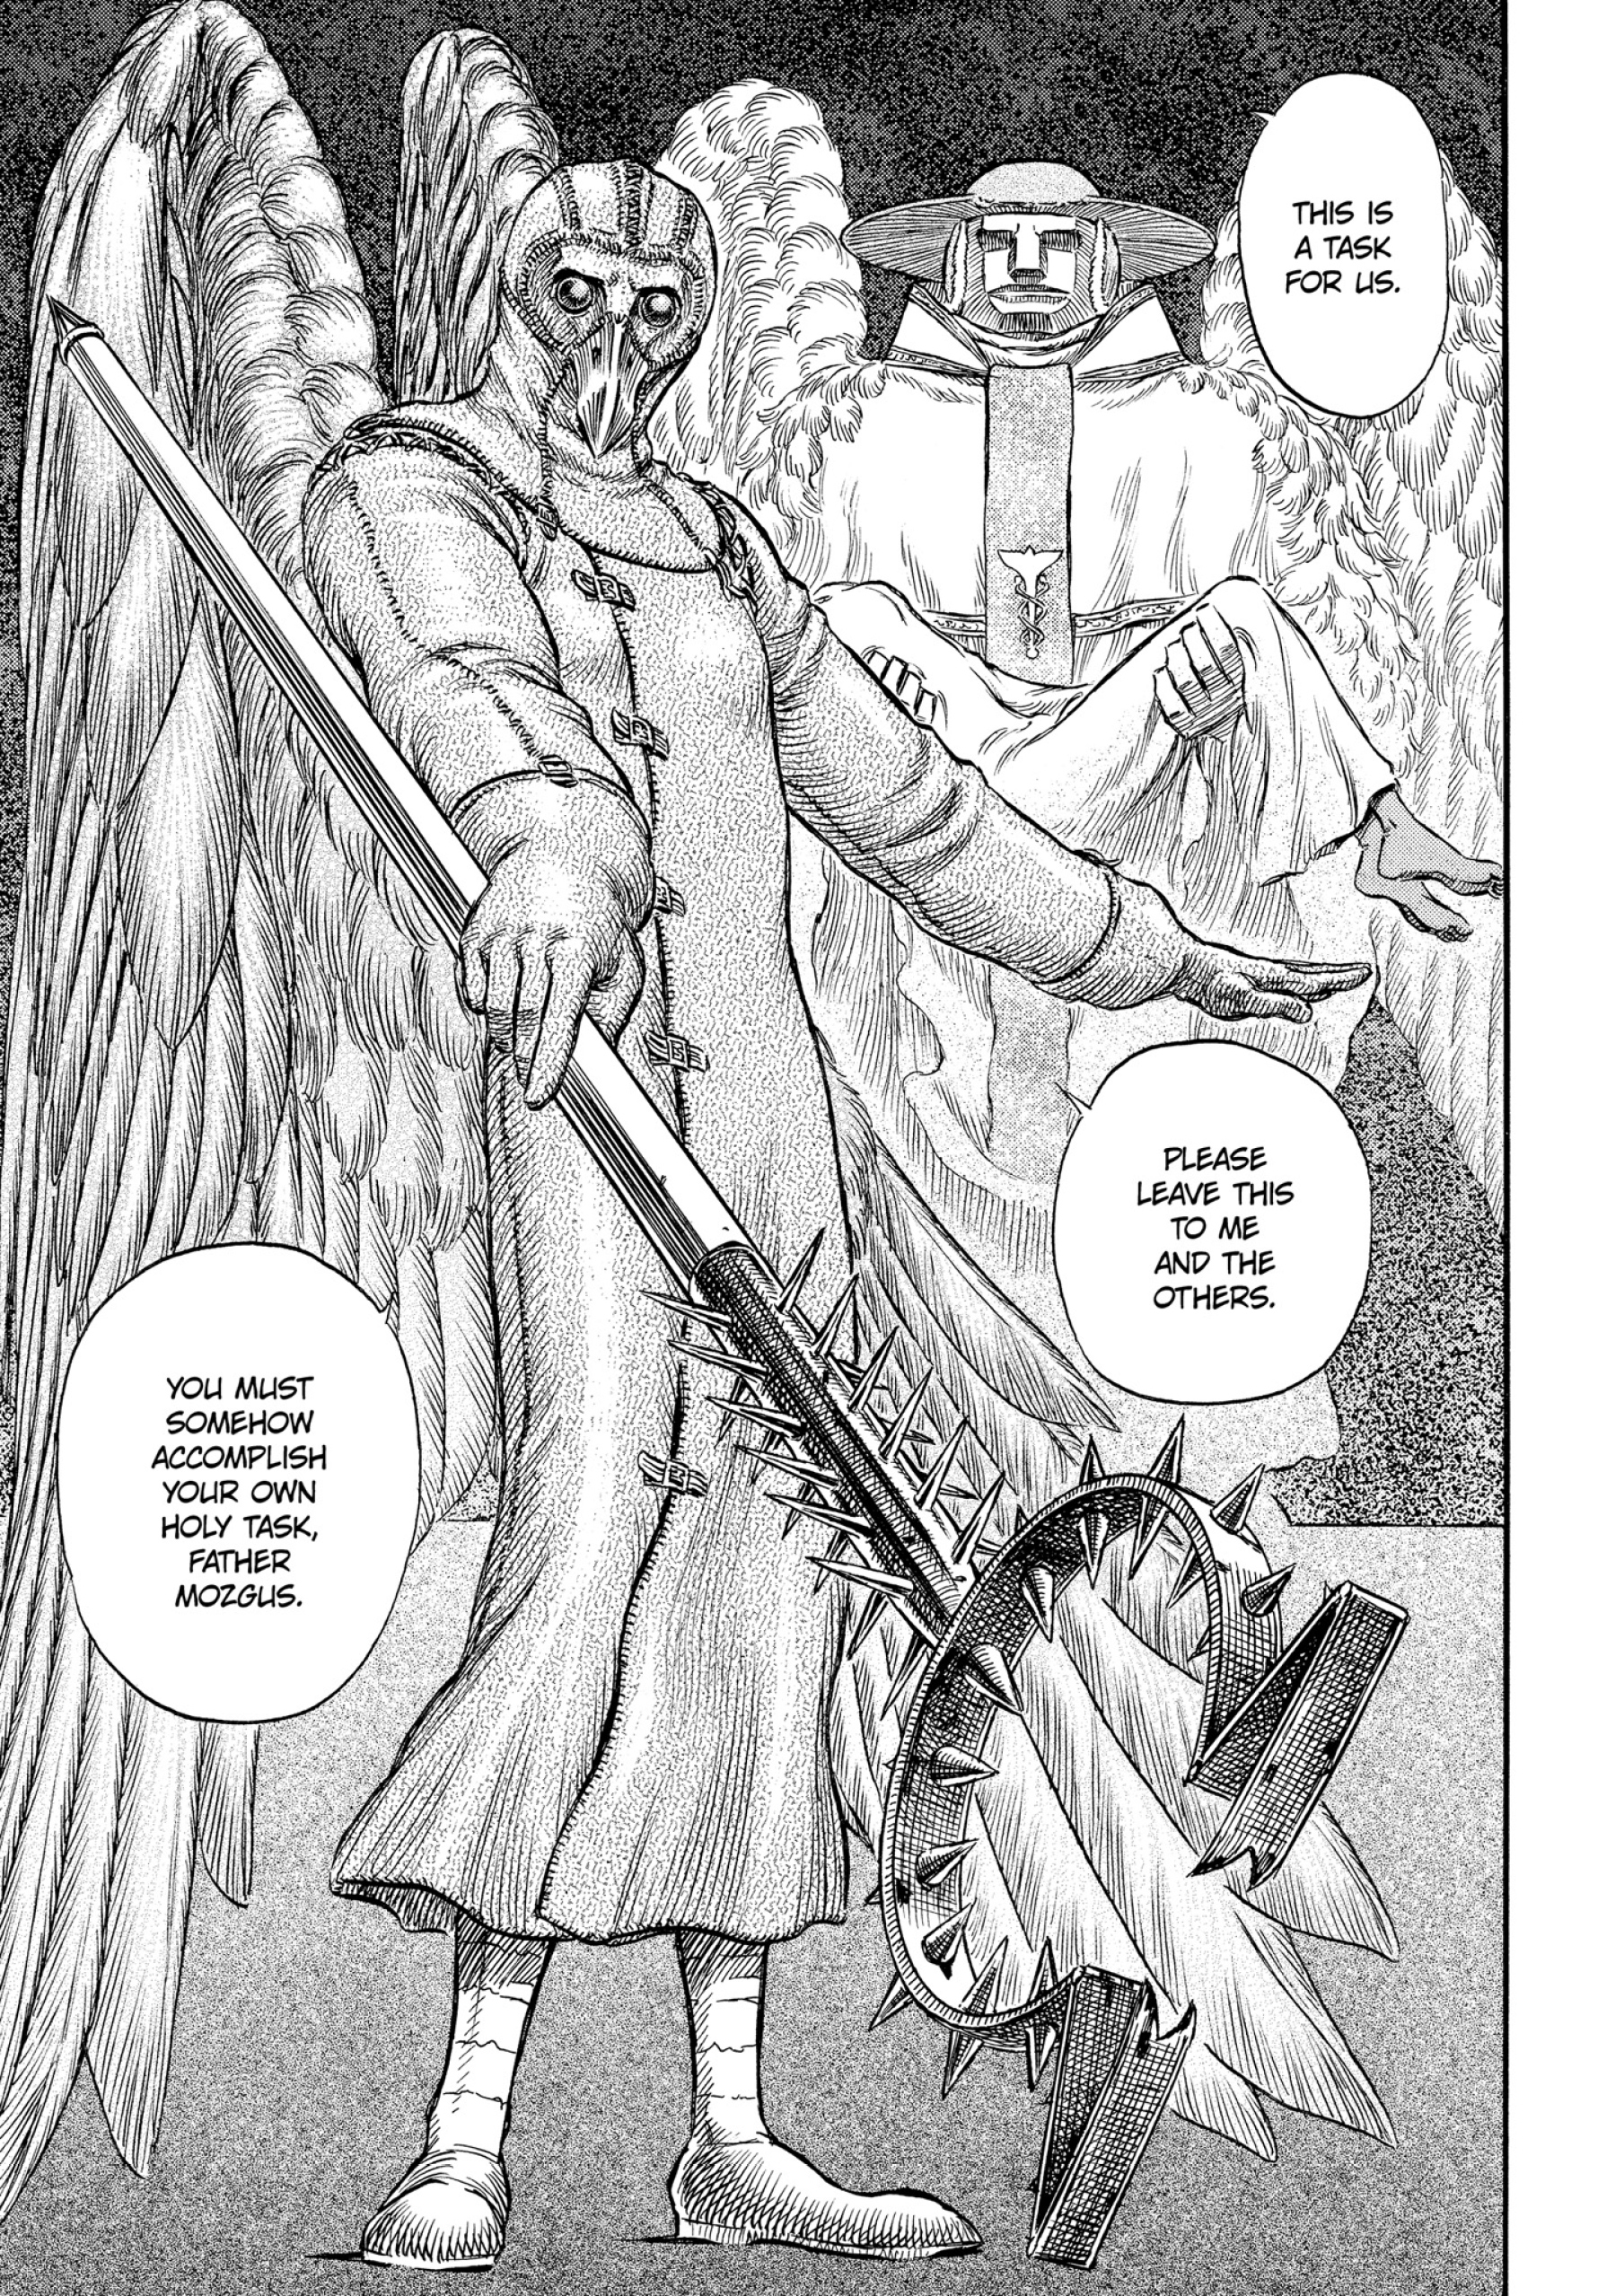 THIS IS
A TASK
FOR US.
PLEASE
LEAVE THIS
TO ME
AND THE
OTHERS.
YOU MUST
SOMEHOW
ACCOMPLISH
YOUR OWN
HOLY TASK,
FATHER
MOZGUS.